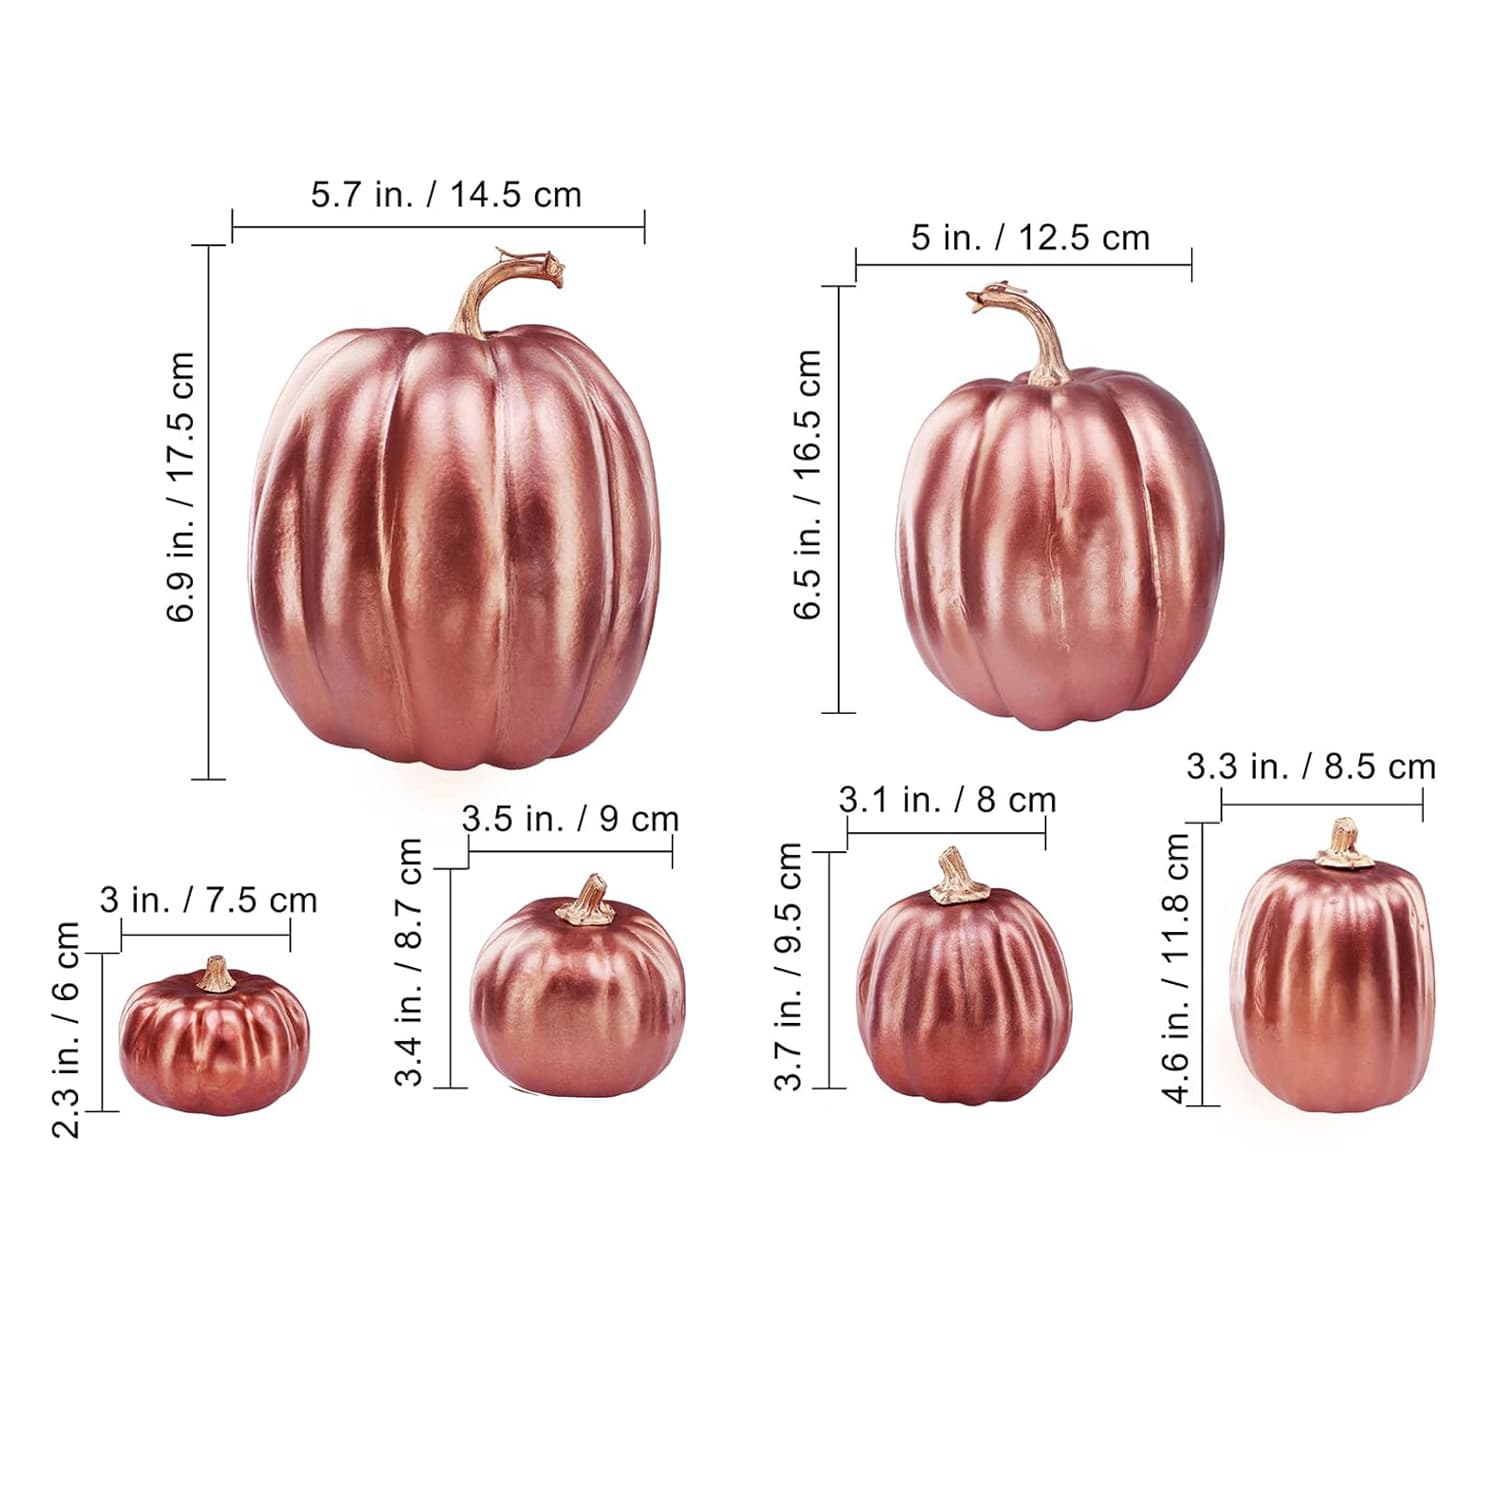 5.7 in. / 14.5 cm
6.9 in. / 17.5 cm
5 in. / 12.5 cm
6.5 in. / 16.5 cm
3 in. / 7.5 cm
2.3 in. / 6 cm
3.5 in. / 9 cm
3.4 in. / 8.7 cm
3.1 in. / 8 cm
3.7 in. / 9.5 cm
3.3 in. / 8.5 cm
4.6 in. / 11.8 cm